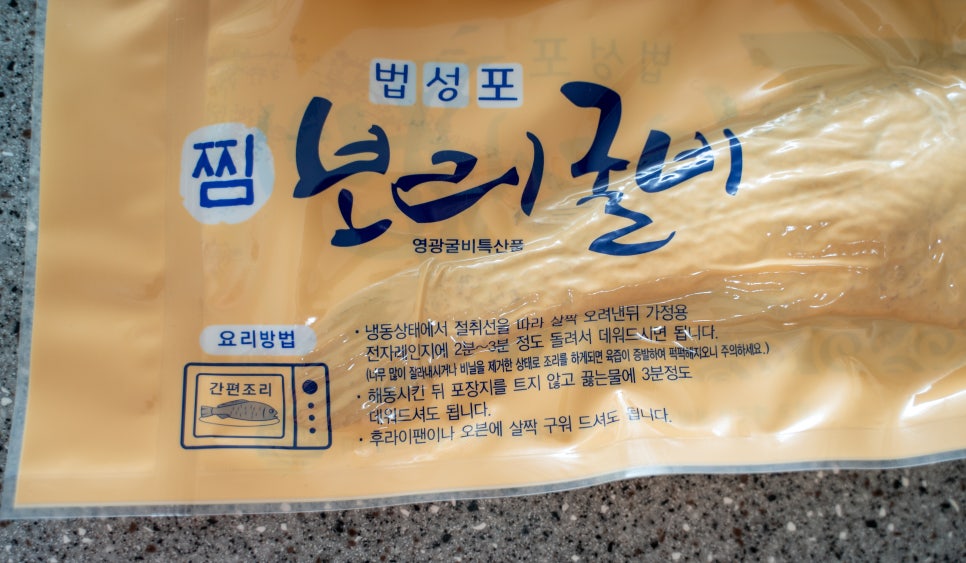 법성포
찜 보리굴비
영광굴비특산품
요리방법
간편조리
• 냉동상태에서 절취선을 따라 살짝 오려낸뒤 가정용
전자레인지에 2분~3분 정도 돌려서 데워드시면 됩니다.
(너무 많이 잘라내시거나 비닐을 제거한 상태로 조리를 하게되면 육즙이 증발하여 퍽퍽해지오니 주의하세요.)
• 해동시킨 뒤 포장지를 트지 않고 끓는물에 3분정도
데워드셔도 됩니다.
• 후라이팬이나 오븐에 살짝 구워 드셔도 됩니다.